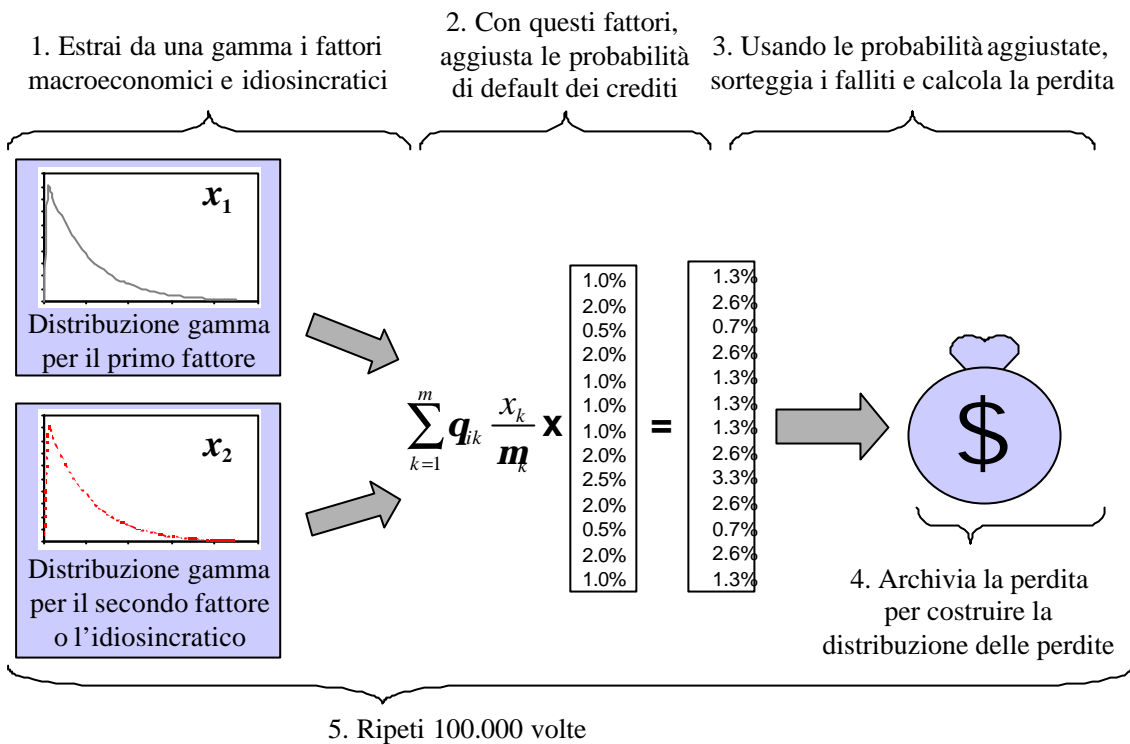 1. Estrai da una gamma i fattori
macroeconomici e idiosincratici
2. Con questi fattori,
aggiusta le probabilità
di default dei crediti
3. Usando le probabilità aggiustate,
sorteggia i falliti e calcola la perdita
x₁
Distribuzione gamma
per il primo fattore
x₂
Distribuzione gamma
per il secondo fattore
o l’idiosincratico
m
∑ q_ik x_k / m_k x
k=1
1.0%
2.0%
0.5%
2.0%
1.0%
1.0%
1.0%
2.0%
2.5%
2.0%
0.5%
2.0%
1.0%
=
1.3%
2.6%
0.7%
2.6%
1.3%
1.3%
1.3%
2.6%
3.3%
2.6%
0.7%
2.6%
1.3%
$
4. Archivia la perdita
per costruire la
distribuzione delle perdite
5. Ripeti 100.000 volte